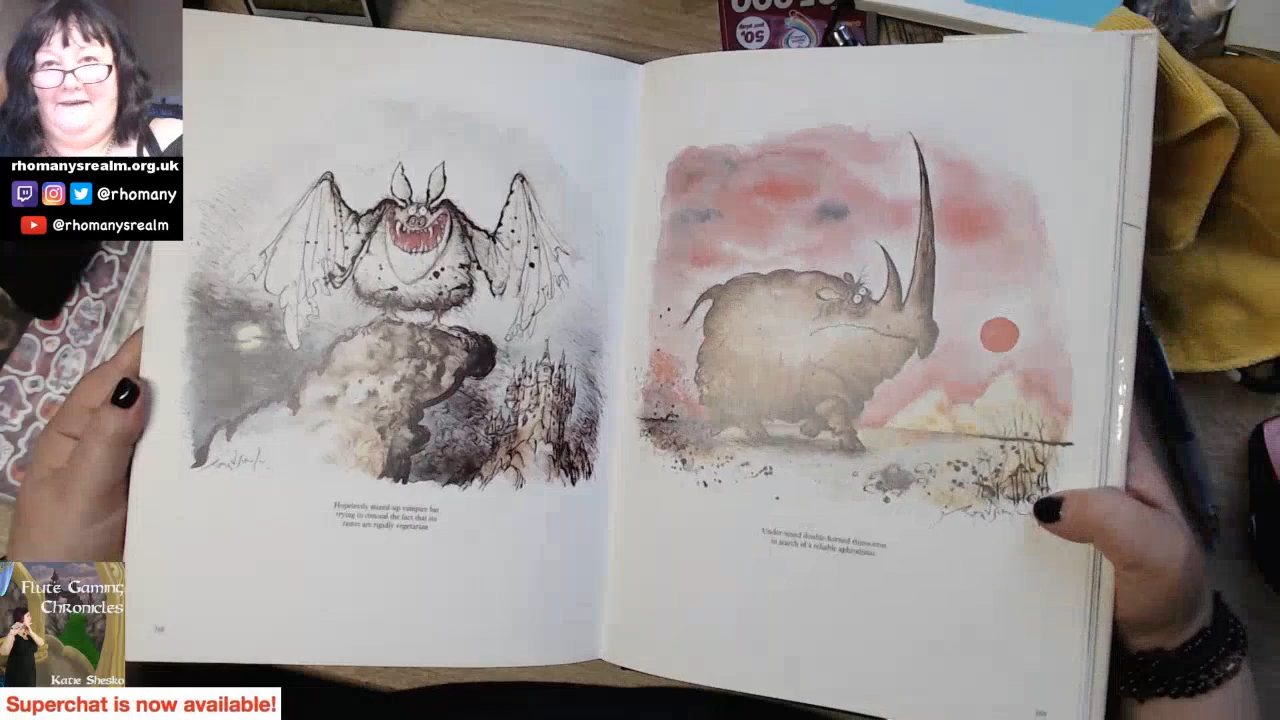 rhomanysrealm.org.uk
@rhomany
@rhomanysrealm
Hopelessly mixed-up vampire bat
trying to conceal the fact that its
tastes are rigidly vegetarian
Under-sexed double-horned rhinoceros
in search of a reliable aphrodisiac
Flute Gaming
Chronicles
Katie Shesko
Superchat is now available!
50p